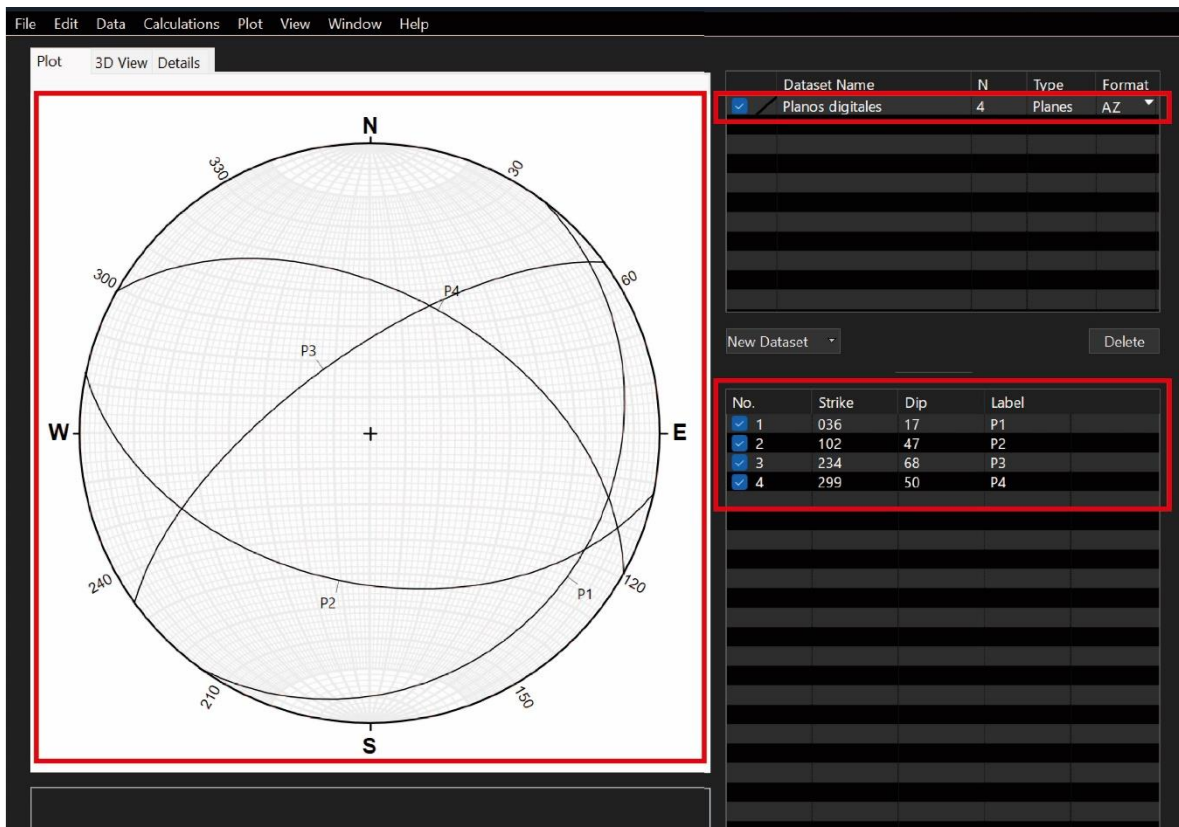 File Edit Data Calculations Plot View Window Help
Plot 3D View Details
N
330
30
300
60
P4
P3
W
E
240
120
P2
P1
210
150
S
Dataset Name N Type Format
Planos digitales 4 Planes AZ
New Dataset Delete
No. Strike Dip Label
1 036 17 P1
2 102 47 P2
3 234 68 P3
4 299 50 P4